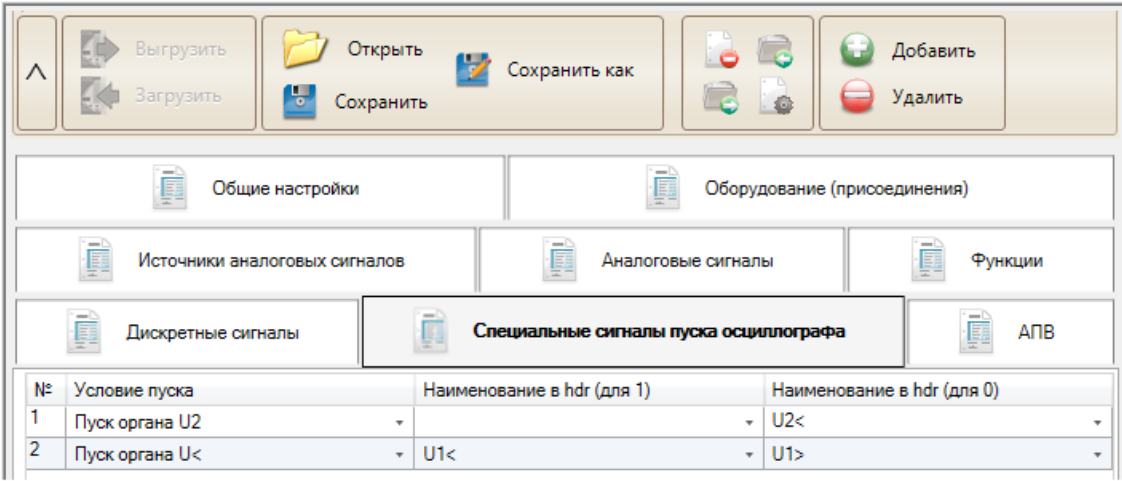 Выгрузить
Загрузить
Открыть
Сохранить
Сохранить как
Добавить
Удалить
Общие настройки
Оборудование (присоединения)
Источники аналоговых сигналов
Аналоговые сигналы
Функции
Дискретные сигналы
Специальные сигналы пуска осциллографа
АПВ
№ Условие пуска Наименование в hdr (для 1) Наименование в hdr (для 0)
1 Пуск органа U2 U2<
2 Пуск органа U< U1< U1>